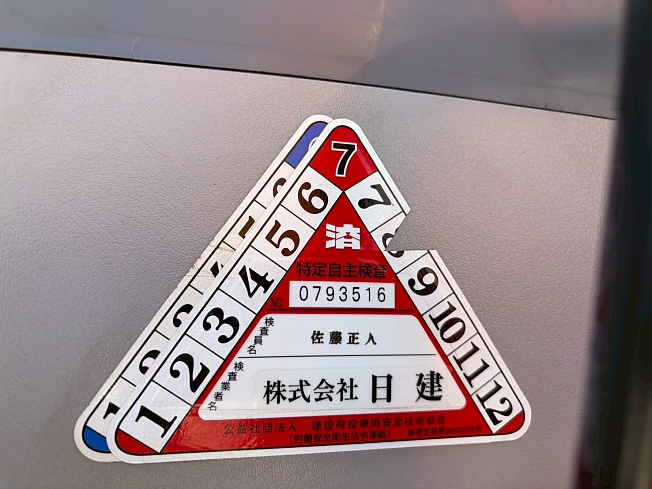 7
1 2 3 4 5 6 7 9 10 11 12
済
特定自主検査
NO 0793516
検査員名 佐藤正人
検査業者名 株式会社 日建
公益社団法人 建設荷役車両安全技術協会
(労働安全衛生法令準拠)